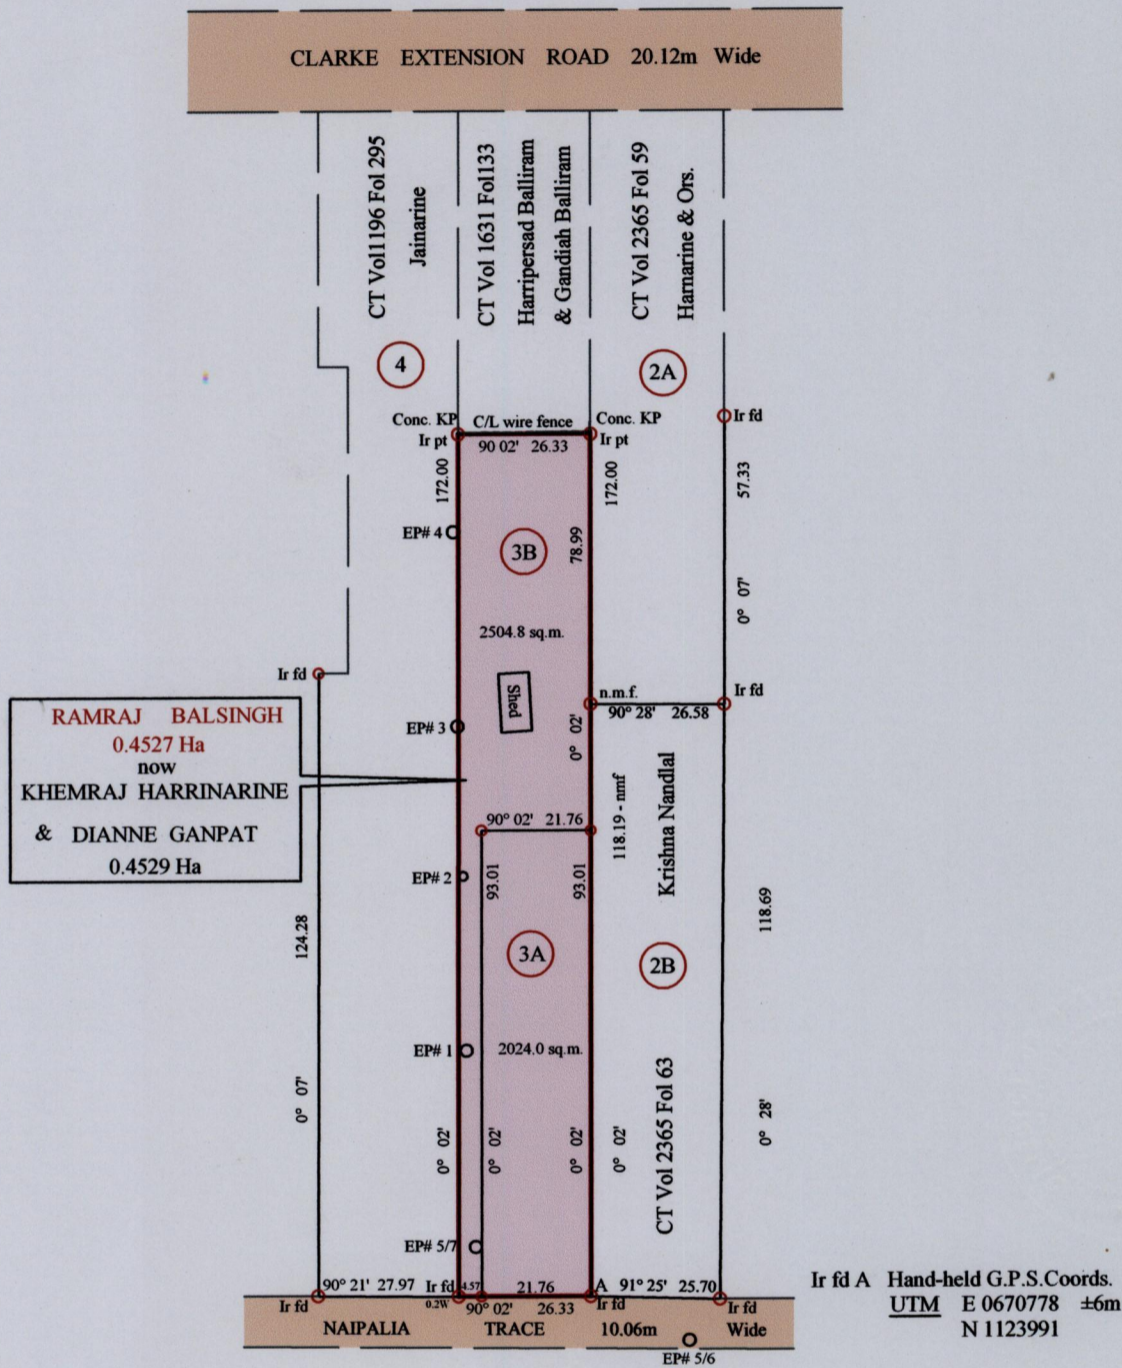 CLARKE EXTENSION ROAD 20.12m Wide
CT Vol1196 Fol 295
Jainarine
CT Vol 1631 Fol133
Harripersad Balliram
& Gandiah Balliram
CT Vol 2365 Fol 59
Harnarine & Ors.
4
2A
Conc. KP
Ir pt
C/L wire fence
90 02' 26.33
Conc. KP
Ir pt
Ir fd
172.00
172.00
57.33
EP# 4
3B
78.99
0° 07'
2504.8 sq.m.
Ir fd
Shed
n.m.f.
90° 28' 26.58
Ir fd
RAMRAJ BALSINGH
0.4527 Ha
now
KHEMRAJ HARRINARINE
& DIANNE GANPAT
0.4529 Ha
EP# 3
0° 02'
118.19 - nmf
Krishna Nandlal
90° 02' 21.76
EP# 2
93.01
93.01
124.28
118.69
3A
2B
EP# 1
2024.0 sq.m.
0° 07'
0° 02'
0° 02'
0° 02'
0° 02'
CT Vol 2365 Fol 63
0° 28'
EP# 5/7
90° 21' 27.97
Ir fd
4.57
21.76
A
91° 25' 25.70
Ir fd
0.2W
90° 02' 26.33
Ir fd
Ir fd
NAIPALIA TRACE 10.06m Wide
EP# 5/6
Ir fd A Hand-held G.P.S.Coords.
UTM E 0670778 ±6m
N 1123991